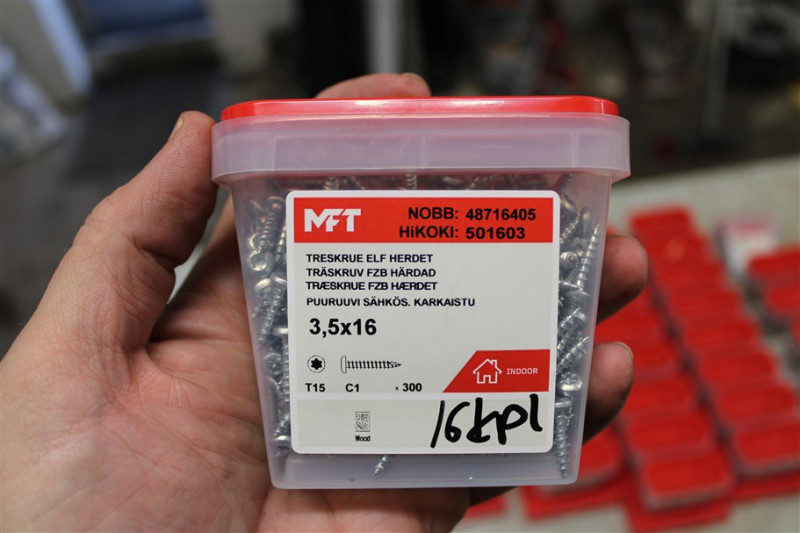 MFT
NOBB: 48716405
HiKOKI: 501603
TRESKRUE ELF HERDET
TRÄSKRUV FZB HÄRDAD
TRÆSKRUE FZB HÆRDET
PUURUUVI SÄHKÖS. KARKAISTU
3,5x16
INDOOR
T15 C1 x 300
Wood
16kpl